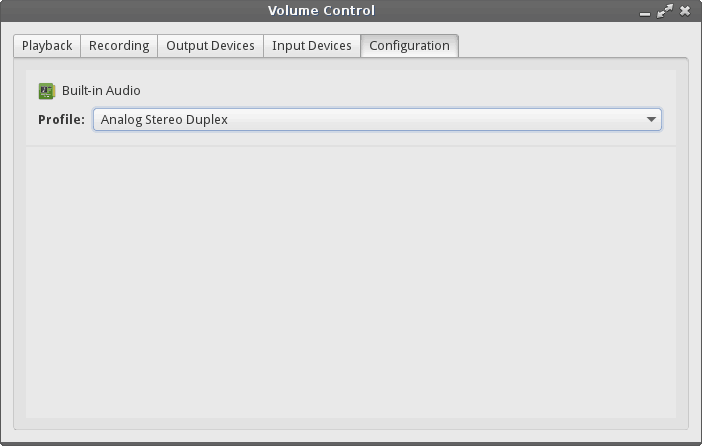 Volume Control
Playback Recording Output Devices Input Devices Configuration
Built-in Audio
Profile: Analog Stereo Duplex